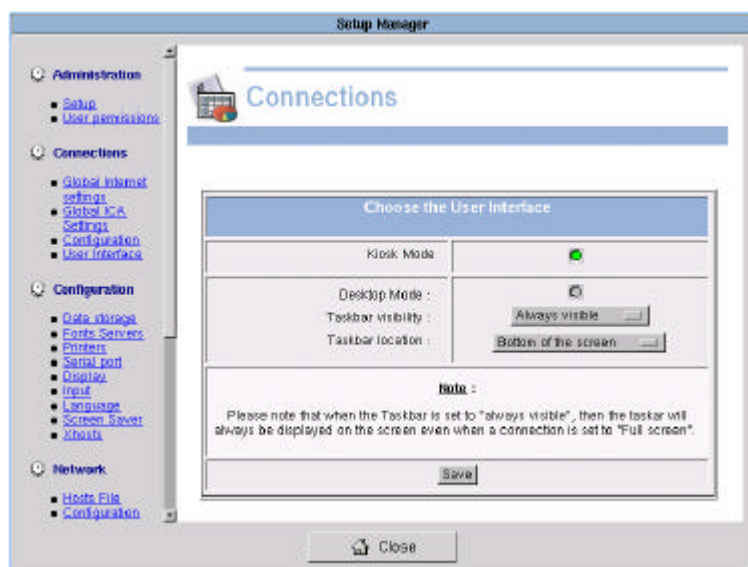 Setup Manager
Administration
Setup
User permissions
Connections
Global Internet
settings
Global ICA
Settings
Configuration
User Interface
Configuration
Data storage
Fonts Servers
Printers
Serial port
Display
Input
Language
Screen Saver
Xhosts
Network
Hosts File
Configuration
Connections
Choose the User Interface
Kiosk Mode
Desktop Mode :
Taskbar visibility :
Always visible
Taskbar location :
Bottom of the screen
Note :
Please note that when the Taskbar is set to "always visible", then the taskar will
always be displayed on the screen even when a connection is set to "Full screen".
Save
Close